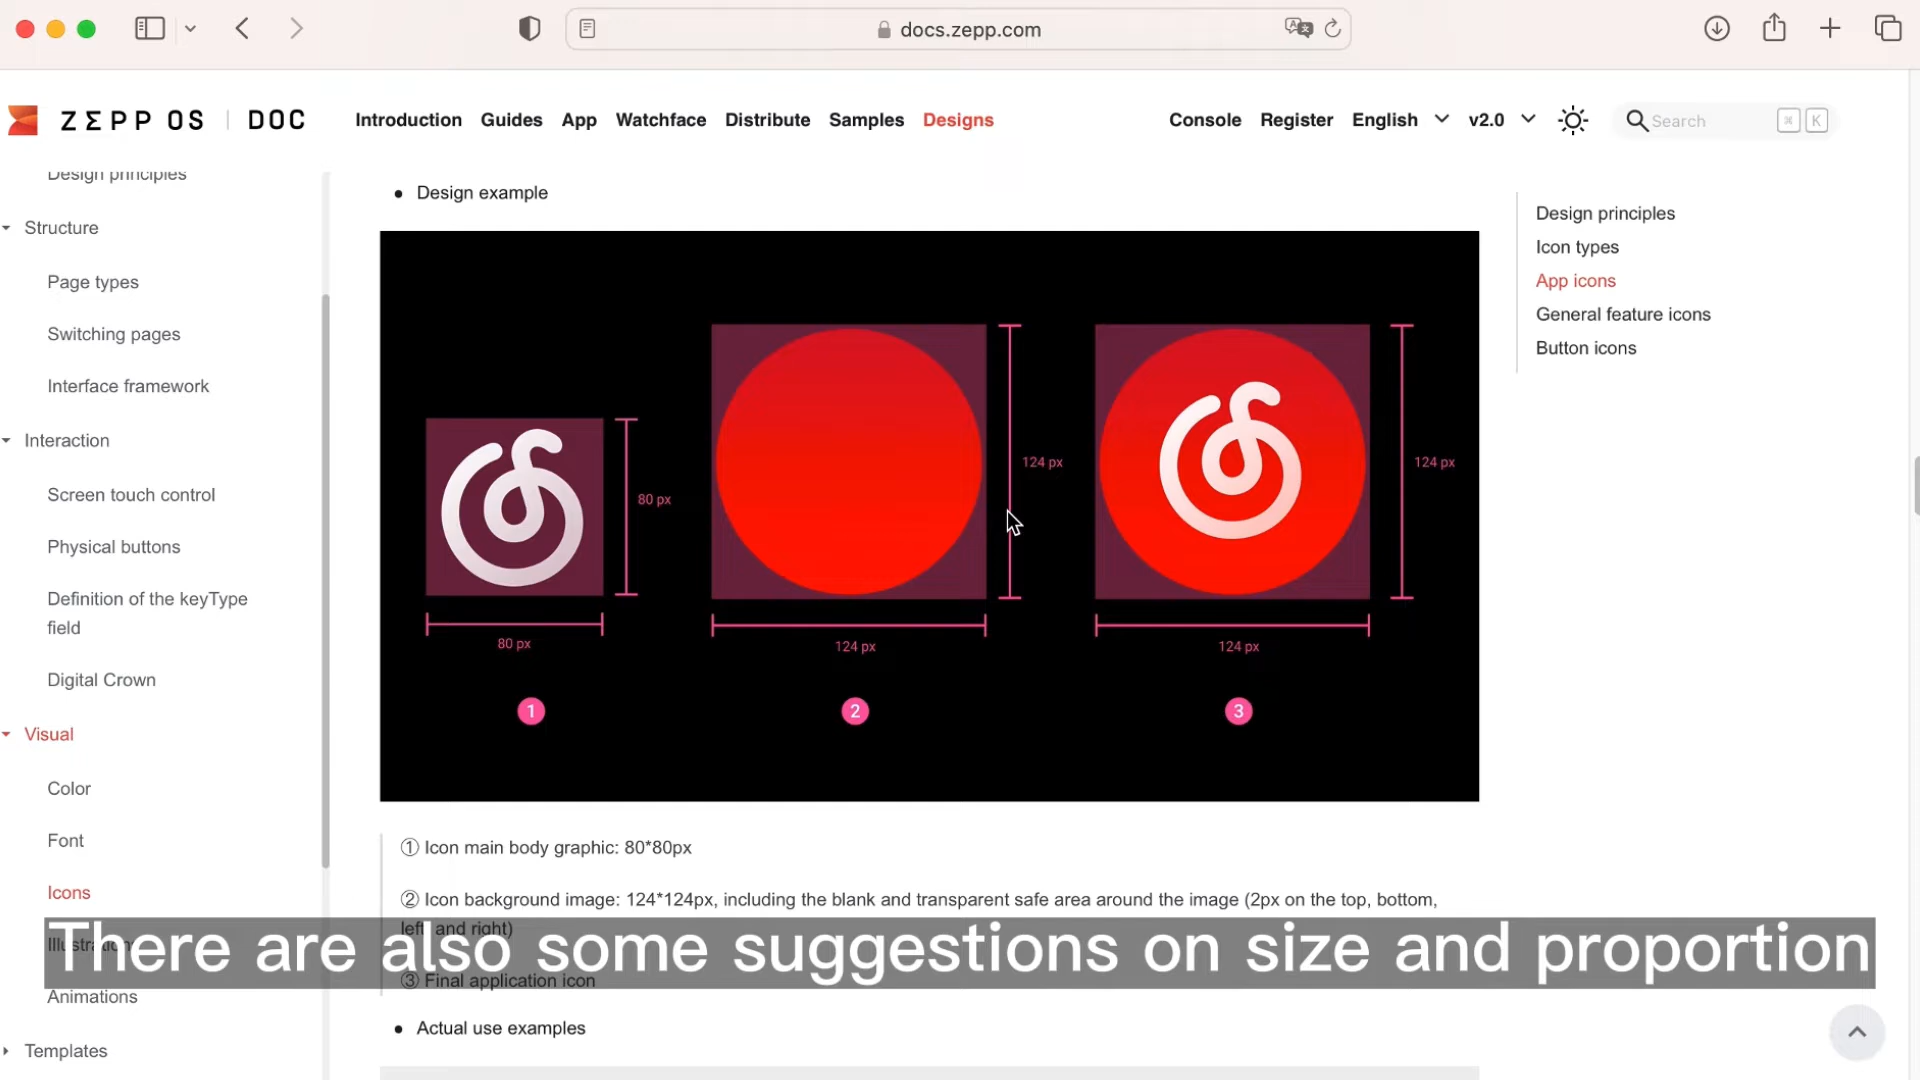 docs.zepp.com
ZEPP OS | DOC
Introduction Guides App Watchface Distribute Samples Designs
Console Register English v2.0 Search ⌘ K
Design principles
Structure
Page types
Switching pages
Interface framework
Interaction
Screen touch control
Physical buttons
Definition of the keyType
field
Digital Crown
Visual
Color
Font
Icons
Illustrations
Animations
Templates
• Design example
80 px
80 px
124 px
124 px
124 px
124 px
1
2
3
① Icon main body graphic: 80*80px
② Icon background image: 124*124px, including the blank and transparent safe area around the image (2px on the top, bottom,
left and right)
③ Final application icon
• Actual use examples
Design principles
Icon types
App icons
General feature icons
Button icons
There are also some suggestions on size and proportion